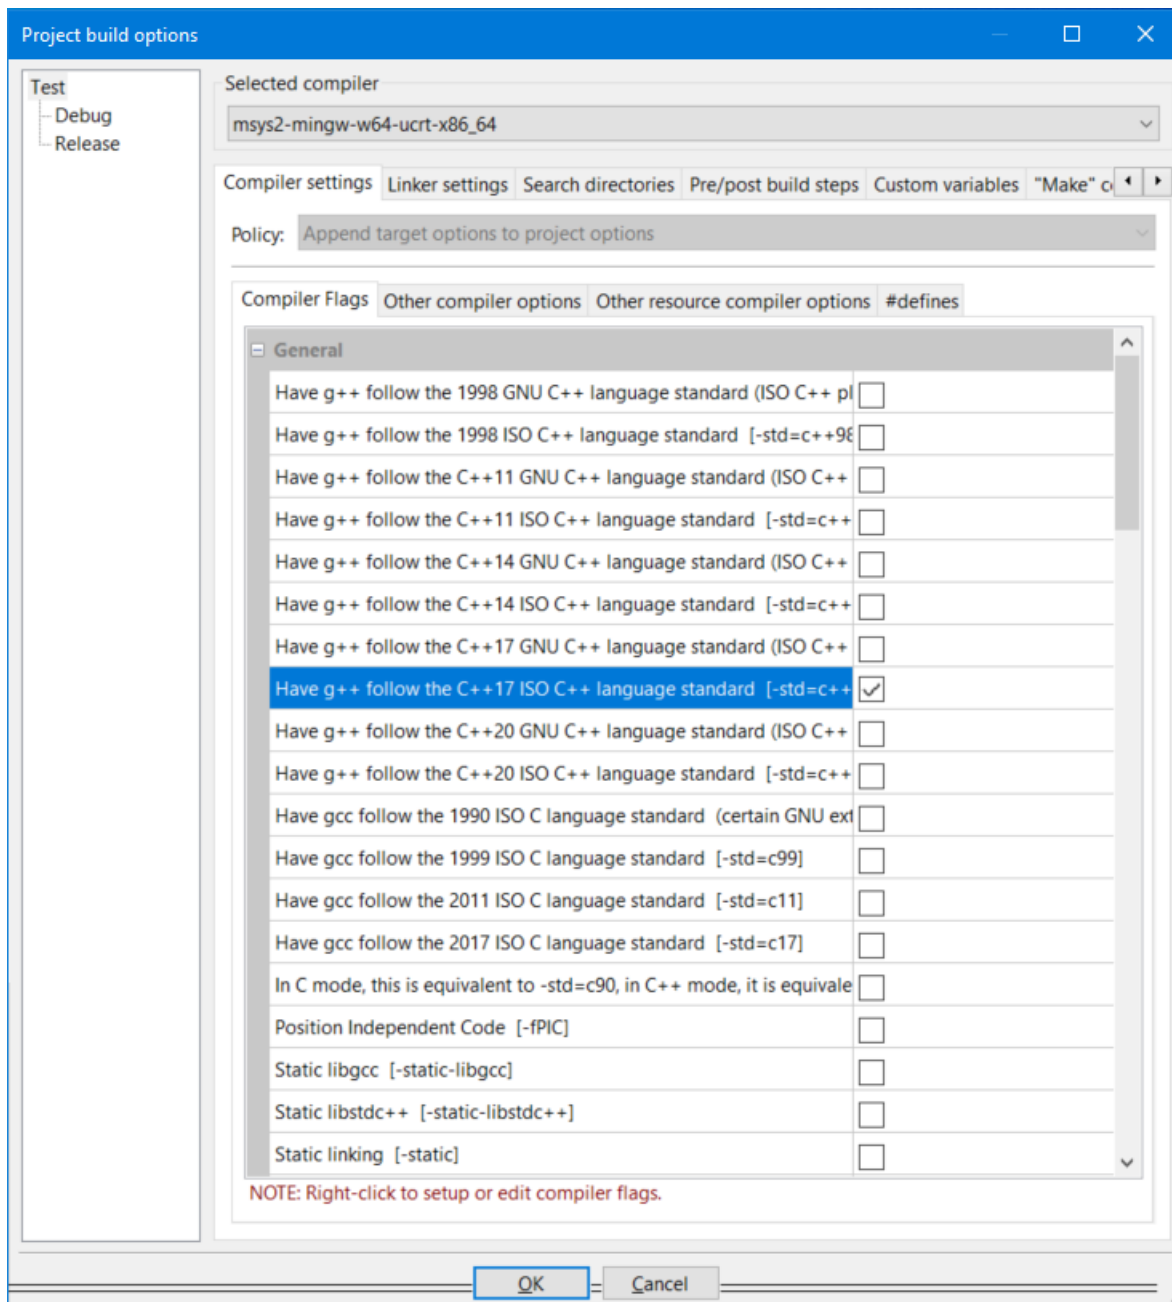 Project build options
Test
Debug
Release
Selected compiler
msys2-mingw-w64-ucrt-x86_64
Compiler settings Linker settings Search directories Pre/post build steps Custom variables "Make" c
Policy: Append target options to project options
Compiler Flags Other compiler options Other resource compiler options #defines
General
Have g++ follow the 1998 GNU C++ language standard (ISO C++ pl
Have g++ follow the 1998 ISO C++ language standard [-std=c++98
Have g++ follow the C++11 GNU C++ language standard (ISO C++
Have g++ follow the C++11 ISO C++ language standard [-std=c++
Have g++ follow the C++14 GNU C++ language standard (ISO C++
Have g++ follow the C++14 ISO C++ language standard [-std=c++
Have g++ follow the C++17 GNU C++ language standard (ISO C++
Have g++ follow the C++17 ISO C++ language standard [-std=c++
Have g++ follow the C++20 GNU C++ language standard (ISO C++
Have g++ follow the C++20 ISO C++ language standard [-std=c++
Have gcc follow the 1990 ISO C language standard (certain GNU ext
Have gcc follow the 1999 ISO C language standard [-std=c99]
Have gcc follow the 2011 ISO C language standard [-std=c11]
Have gcc follow the 2017 ISO C language standard [-std=c17]
In C mode, this is equivalent to -std=c90, in C++ mode, it is equivale
Position Independent Code [-fPIC]
Static libgcc [-static-libgcc]
Static libstdc++ [-static-libstdc++]
Static linking [-static]
NOTE: Right-click to setup or edit compiler flags.
OK Cancel